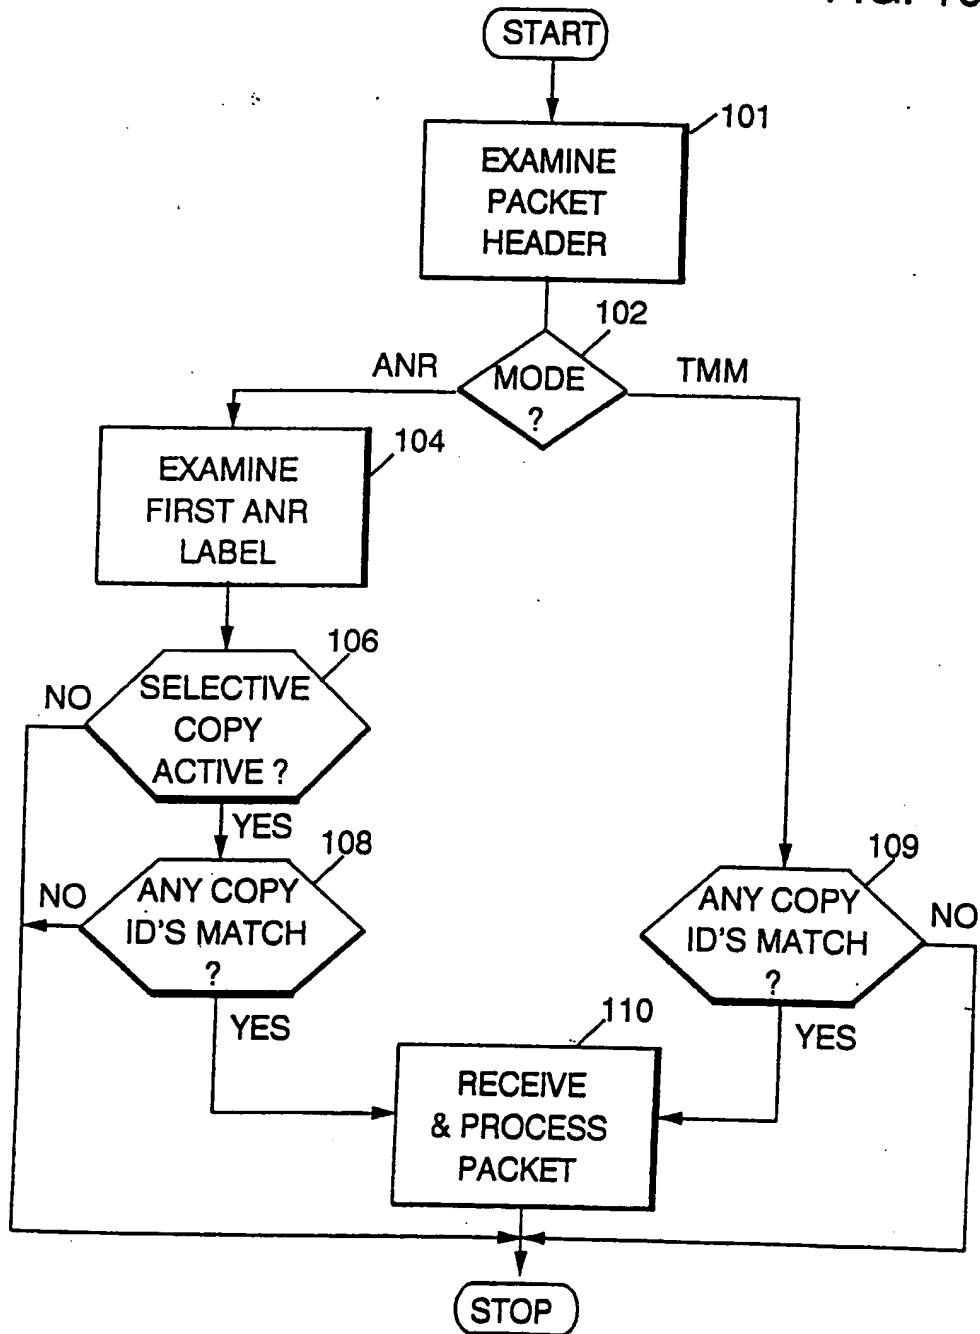 START
101
EXAMINE
PACKET
HEADER
102
ANR
MODE
?
TMM
104
EXAMINE
FIRST ANR
LABEL
106
NO
SELECTIVE
COPY
ACTIVE ?
YES
108
NO
ANY COPY
ID'S MATCH
?
YES
109
ANY COPY
ID'S MATCH
?
NO
YES
110
RECEIVE
& PROCESS
PACKET
STOP